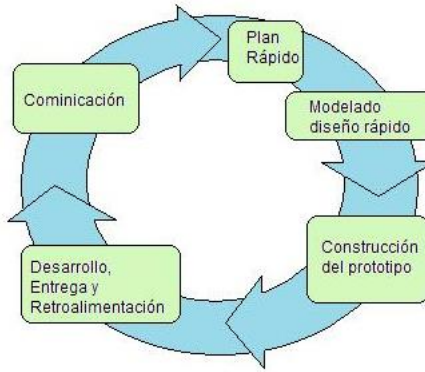 Plan
Rápido
Modelado
diseño rápido
Construcción
del prototipo
Desarrollo,
Entrega y
Retroalimentación
Cominicación